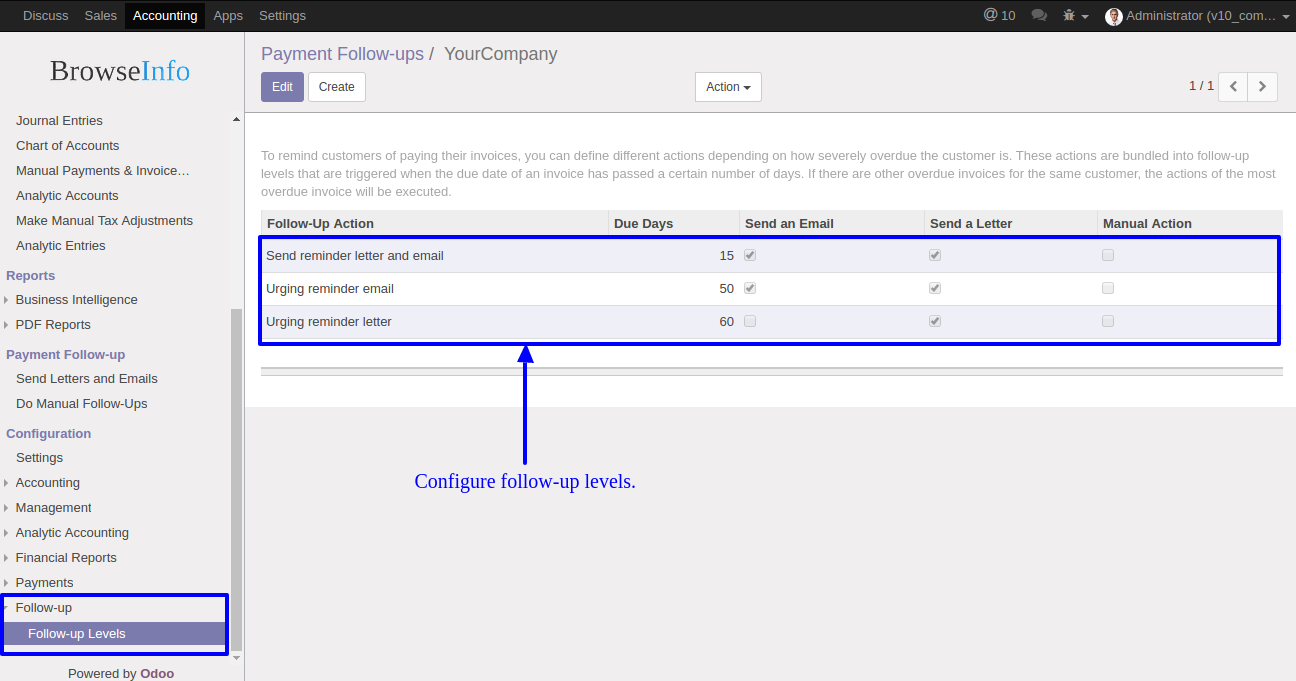 Discuss Sales Accounting Apps Settings @ 10 Administrator (v10_com...
BrowseInfo
Journal Entries
Chart of Accounts
Manual Payments & Invoice...
Analytic Accounts
Make Manual Tax Adjustments
Analytic Entries
Reports
Business Intelligence
PDF Reports
Payment Follow-up
Send Letters and Emails
Do Manual Follow-Ups
Configuration
Settings
Accounting
Management
Analytic Accounting
Financial Reports
Payments
Follow-up
Follow-up Levels
Powered by Odoo
Payment Follow-ups / YourCompany
Edit Create Action 1 / 1
To remind customers of paying their invoices, you can define different actions depending on how severely overdue the customer is. These actions are bundled into follow-up
levels that are triggered when the due date of an invoice has passed a certain number of days. If there are other overdue invoices for the same customer, the actions of the most
overdue invoice will be executed.
Follow-Up Action Due Days Send an Email Send a Letter Manual Action
Send reminder letter and email 15
Urging reminder email 50
Urging reminder letter 60
Configure follow-up levels.